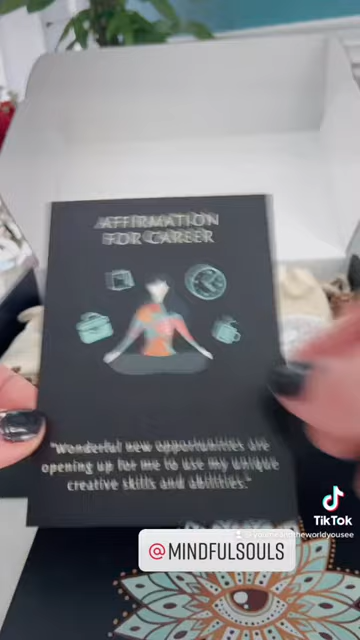 AFFIRMATION
FOR CAREER
"Wonderful new opportunities are
opening up for me to use my unique
creative skills and abilities."
TikTok
@MINDFULSOULS